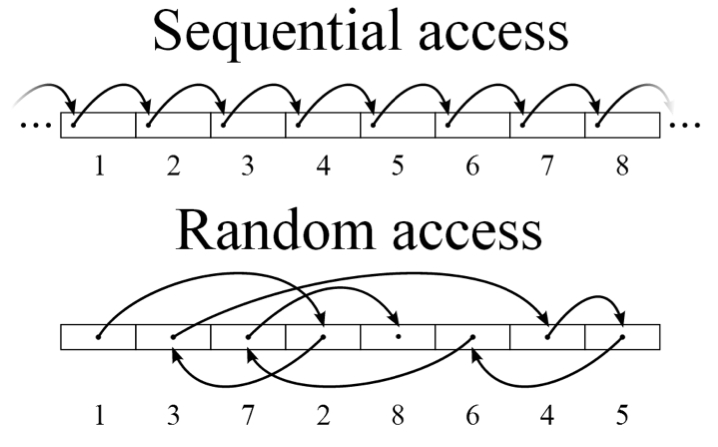 Sequential access
... ...
1 2 3 4 5 6 7 8
Random access
1 3 7 2 8 6 4 5